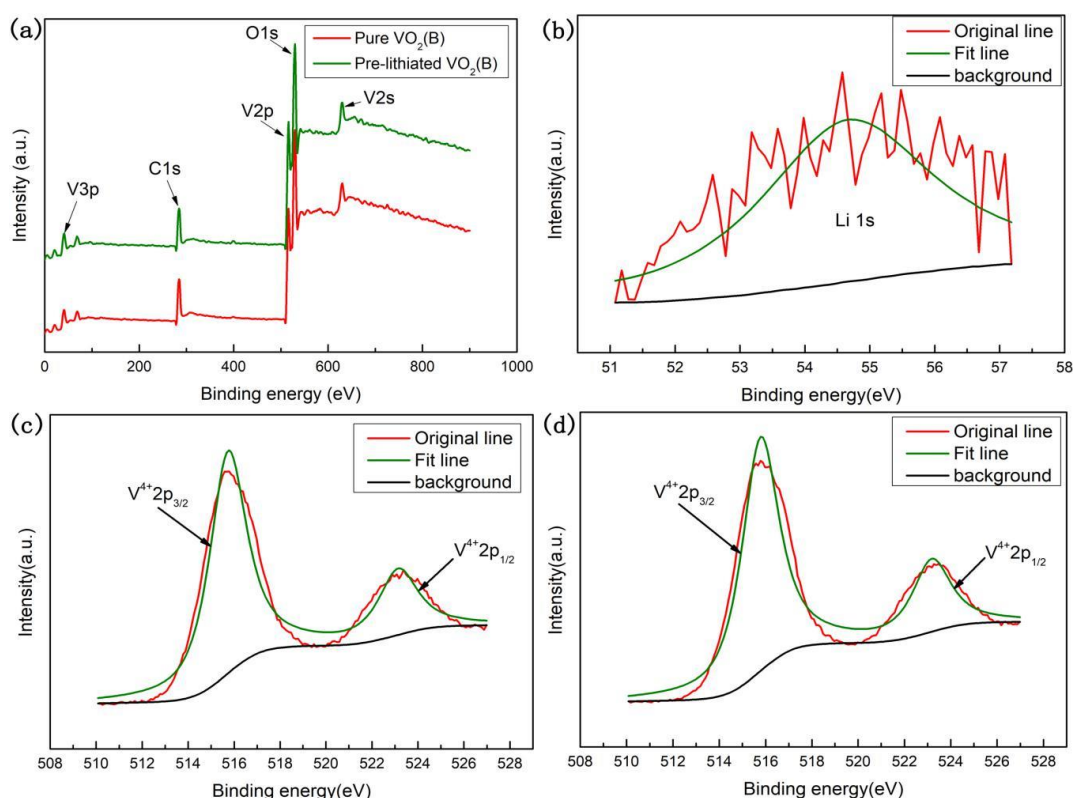 (a)
O1s
Pure VO₂(B)
Pre-lithiated VO₂(B)
V2p
V2s
C1s
V3p
Intensity (a.u.)
0 200 400 600 800 1000
Binding energy (eV)
(b)
Original line
Fit line
background
Li 1s
Intensity (a.u.)
50 51 52 53 54 55 56 57 58
Binding energy(eV)
(c)
Original line
Fit line
background
V⁴⁺2p₃/₂
V⁴⁺2p₁/₂
Intensity(a.u.)
508 510 512 514 516 518 520 522 524 526 528
Binding energy(eV)
(d)
Original line
Fit line
background
V⁴⁺2p₃/₂
V⁴⁺2p₁/₂
Intensity(a.u.)
508 510 512 514 516 518 520 522 524 526 528
Binding energy(eV)